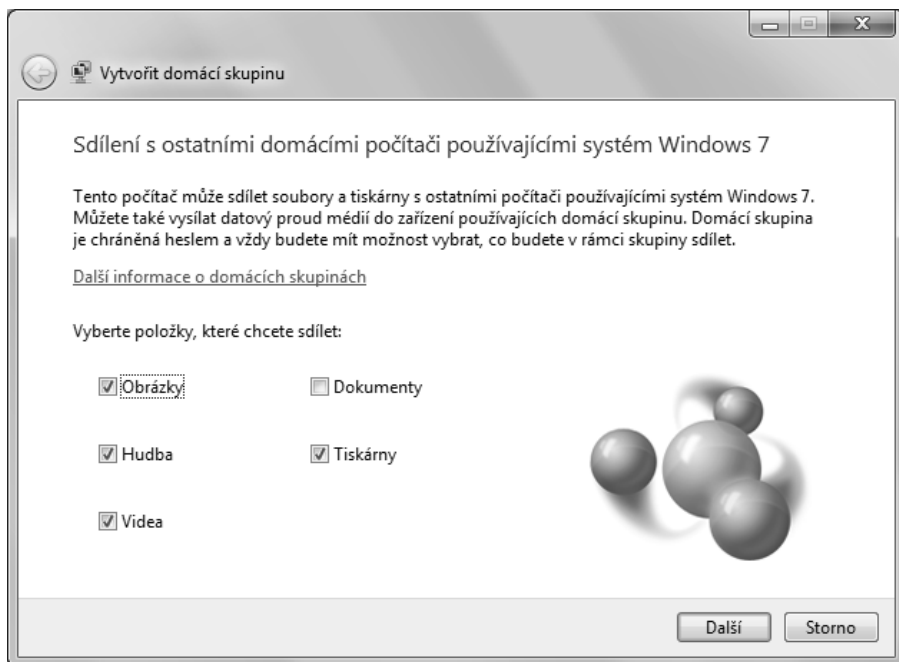 Vytvořit domácí skupinu
Sdílení s ostatními domácími počítači používajícími systém Windows 7
Tento počítač může sdílet soubory a tiskárny s ostatními počítači používajícími systém Windows 7.
Můžete také vysílat datový proud médií do zařízení používajících domácí skupinu. Domácí skupina
je chráněná heslem a vždy budete mít možnost vybrat, co budete v rámci skupiny sdílet.
Další informace o domácích skupinách
Vyberte položky, které chcete sdílet:
Obrázky Dokumenty
Hudba Tiskárny
Videa
Další Storno